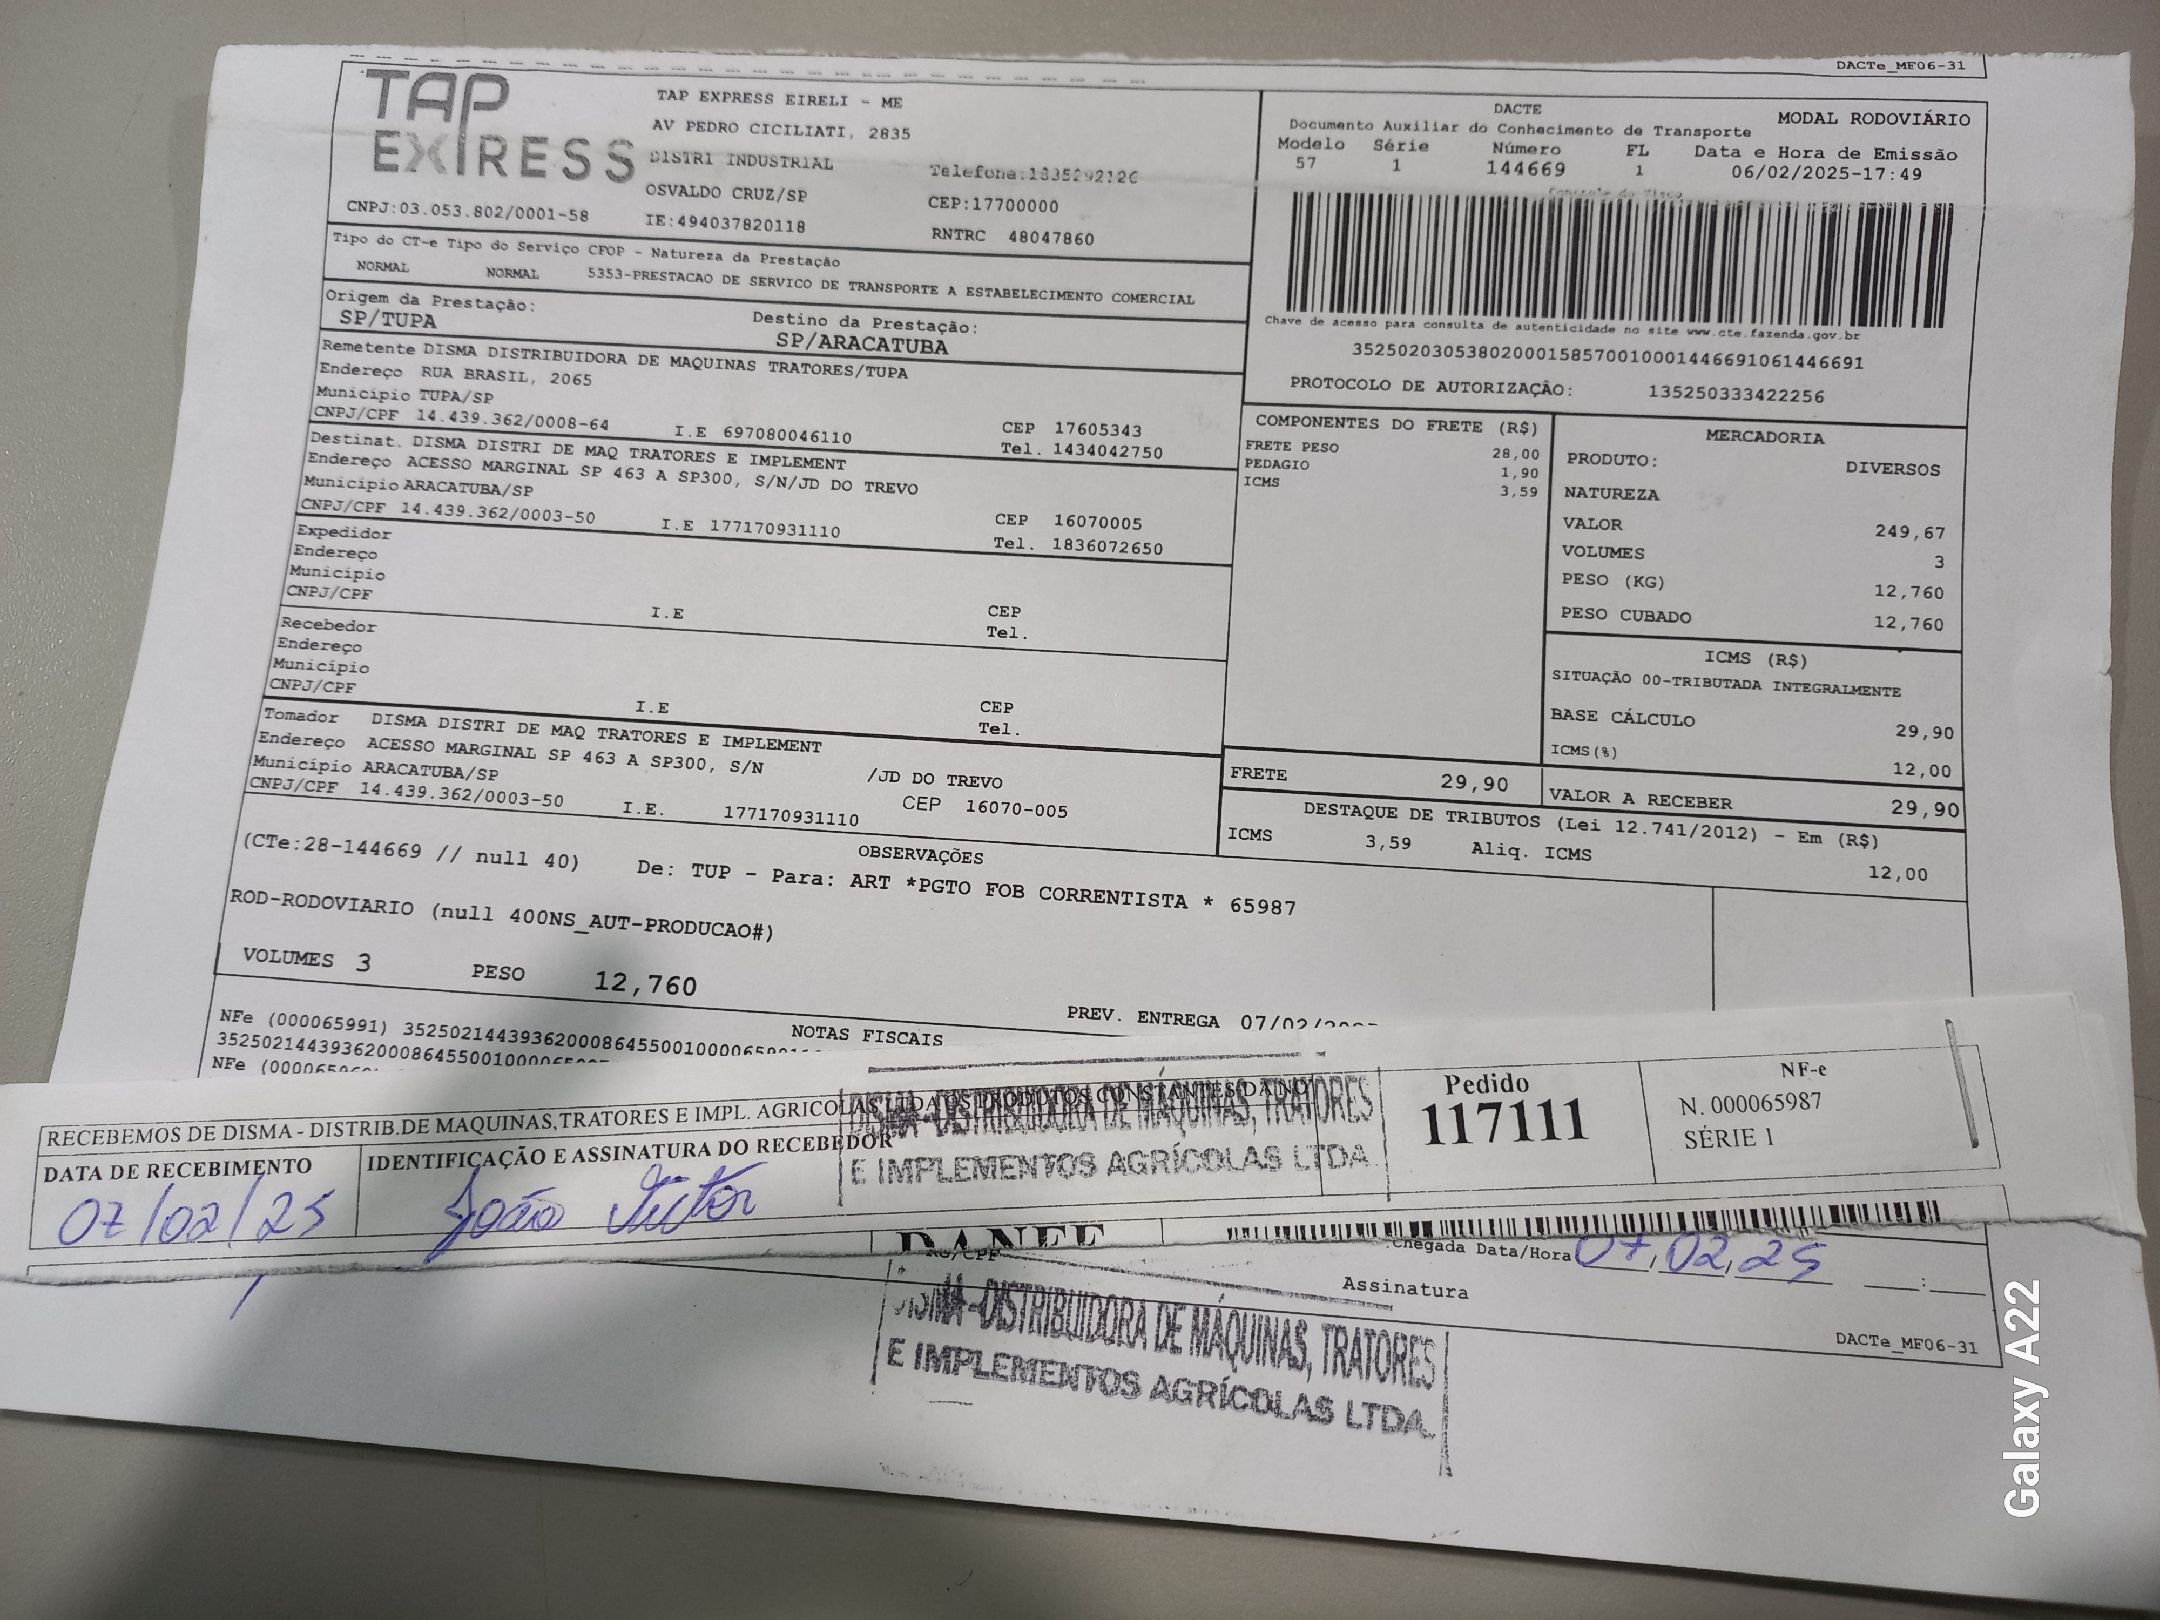 DACTe_MF06-31
TAP
EXPRESS
TAP EXPRESS EIRELI - ME
AV PEDRO CICILIATI, 2835
DISTRI INDUSTRIAL
OSVALDO CRUZ/SP
CEP:17700000
CNPJ:03.053.802/0001-58
IE:494037820118
RNTRC 48047860
DACTE
MODAL RODOVIÁRIO
Documento Auxiliar do Conhecimento de Transporte
Modelo Série Número FL Data e Hora de Emissão
57 1 144669 1 06/02/2025-17:49
Tipo do CT-e Tipo do Serviço CFOP - Natureza da Prestação
NORMAL NORMAL 5353-PRESTACAO DE SERVICO DE TRANSPORTE A ESTABELECIMENTO COMERCIAL
Origem da Prestação: Destino da Prestação:
SP/TUPA SP/ARACATUBA
Chave de acesso para consulta de autenticidade no site www.cte.fazenda.gov.br
35250203053802000158570010001446691061446691
PROTOCOLO DE AUTORIZAÇÃO: 135250333422256
Remetente DISMA DISTRIBUIDORA DE MAQUINAS TRATORES/TUPA
Endereço RUA BRASIL, 2065
Município TUPA/SP CEP 17605343
CNPJ/CPF 14.439.362/0008-64 I.E 697080046110 Tel. 1434042750
Destinat. DISMA DISTRI DE MAQ TRATORES E IMPLEMENT
Endereço ACESSO MARGINAL SP 463 A SP300, S/N/JD DO TREVO
Município ARACATUBA/SP CEP 16070005
CNPJ/CPF 14.439.362/0003-50 I.E 177170931110 Tel. 1836072650
Expedidor
Endereço
Município CEP
CNPJ/CPF I.E Tel.
Recebedor
Endereço
Município CEP
CNPJ/CPF I.E Tel.
Tomador DISMA DISTRI DE MAQ TRATORES E IMPLEMENT
Endereço ACESSO MARGINAL SP 463 A SP300, S/N /JD DO TREVO
Município ARACATUBA/SP CEP 16070-005
CNPJ/CPF 14.439.362/0003-50 I.E. 177170931110
COMPONENTES DO FRETE (R$)
FRETE PESO 28,00
PEDAGIO 1,90
ICMS 3,59
MERCADORIA
PRODUTO: DIVERSOS
NATUREZA
VALOR 249,67
VOLUMES 3
PESO (KG) 12,760
PESO CUBADO 12,760
ICMS (R$)
SITUAÇÃO 00-TRIBUTADA INTEGRALMENTE
BASE CÁLCULO 29,90
ICMS(%) 12,00
FRETE 29,90 VALOR A RECEBER 29,90
DESTAQUE DE TRIBUTOS (Lei 12.741/2012) - Em (R$)
ICMS 3,59 Aliq. ICMS 12,00
OBSERVAÇÕES
(CTe:28-144669 // null 40) De: TUP - Para: ART *PGTO FOB CORRENTISTA * 65987
ROD-RODOVIARIO (null 400NS_AUT-PRODUCAO#)
VOLUMES 3 PESO 12,760 PREV. ENTREGA 07/02/
NOTAS FISCAIS
NFe (000065991)
RECEBEMOS DE DISMA - DISTRIB.DE MAQUINAS,TRATORES E IMPL. AGRICOLAS LTDA OS PRODUTOS CONSTANTES DA NO
DATA DE RECEBIMENTO IDENTIFICAÇÃO E ASSINATURA DO RECEBEDOR
07/02/25 João Victor
DISMA-DISTRIBUIDORA DE MÁQUINAS, TRATORES
E IMPLEMENTOS AGRÍCOLAS LTDA
Pedido
117111
NF-e
N. 000065987
SÉRIE 1
DANFE
RG/CPF
Chegada Data/Hora 07,02,25 :
Assinatura
DISMA-DISTRIBUIDORA DE MÁQUINAS, TRATORES
E IMPLEMENTOS AGRÍCOLAS LTDA.
DACTe_MF06-31
Galaxy A22